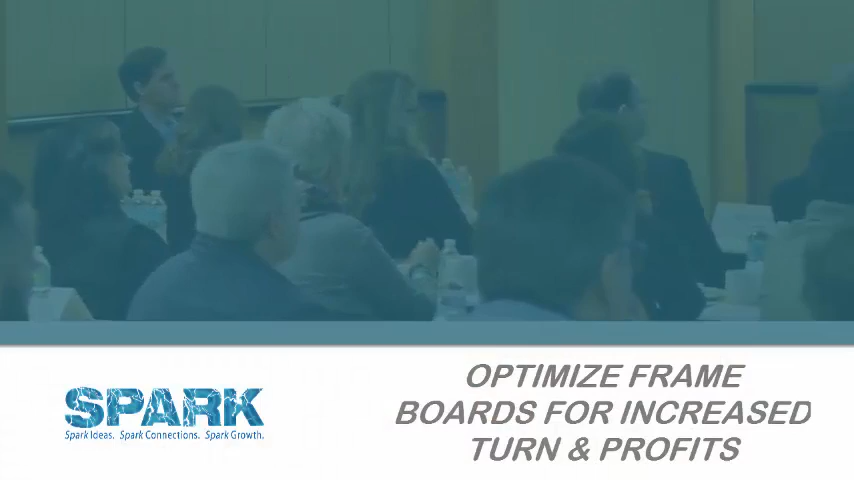 SPARK
Spark Ideas. Spark Connections. Spark Growth.
OPTIMIZE FRAME
BOARDS FOR INCREASED
TURN & PROFITS